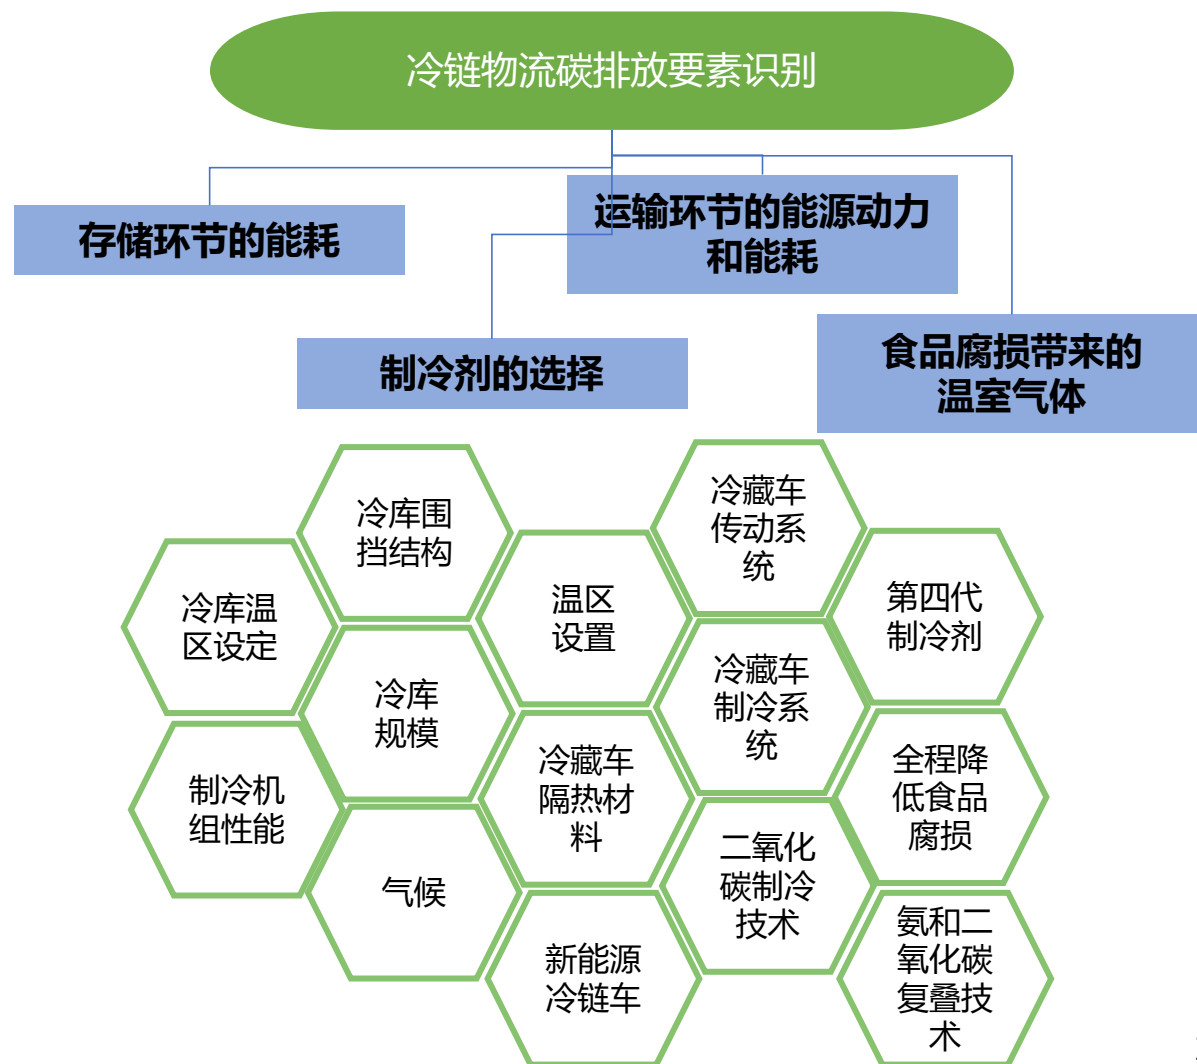 冷链物流碳排放要素识别
存储环节的能耗
运输环节的能源动力
和能耗
制冷剂的选择
食品腐损带来的
温室气体
冷库围
挡结构
冷藏车
传动系
统
冷库温
区设定
温区
设置
第四代
制冷剂
冷库
规模
冷藏车
制冷系
统
制冷机
组性能
冷藏车
隔热材
料
全程降
低食品
腐损
气候
二氧化
碳制冷
技术
新能源
冷链车
氨和二
氧化碳
复叠技
术